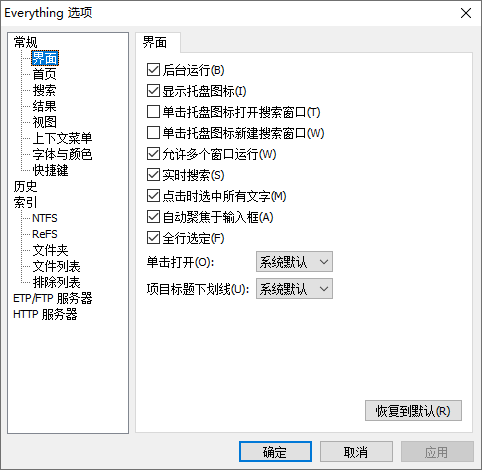 Everything 选项
常规
界面
首页
搜索
结果
视图
上下文菜单
字体与颜色
快捷键
历史
索引
NTFS
ReFS
文件夹
文件列表
排除列表
ETP/FTP 服务器
HTTP 服务器
界面
后台运行(B)
显示托盘图标(I)
单击托盘图标打开搜索窗口(T)
单击托盘图标新建搜索窗口(W)
允许多个窗口运行(W)
实时搜索(S)
点击时选中所有文字(M)
自动聚焦于输入框(A)
全行选定(F)
单击打开(O): 系统默认
项目标题下划线(U): 系统默认
恢复到默认(R)
确定 取消 应用